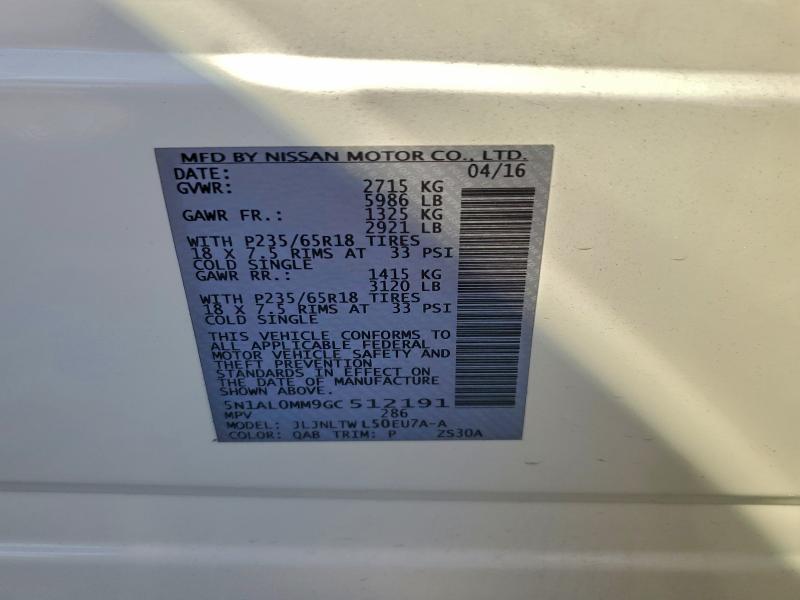 MFD BY NISSAN MOTOR CO., LTD.
DATE: 04/16
GVWR: 2715 KG
5986 LB
GAWR FR.: 1325 KG
2921 LB
WITH P235/65R18 TIRES
18 X 7.5 RIMS AT 33 PSI
COLD SINGLE
GAWR RR.: 1415 KG
3120 LB
WITH P235/65R18 TIRES
18 X 7.5 RIMS AT 33 PSI
COLD SINGLE
THIS VEHICLE CONFORMS TO
ALL APPLICABLE FEDERAL
MOTOR VEHICLE SAFETY AND
THEFT PREVENTION
STANDARDS IN EFFECT ON
THE DATE OF MANUFACTURE
SHOWN ABOVE.
5N1AL0MM9GC 512191
MPV 286
MODEL: JLJNLTW L50EU7A-A
COLOR: QAB TRIM: P ZS30A